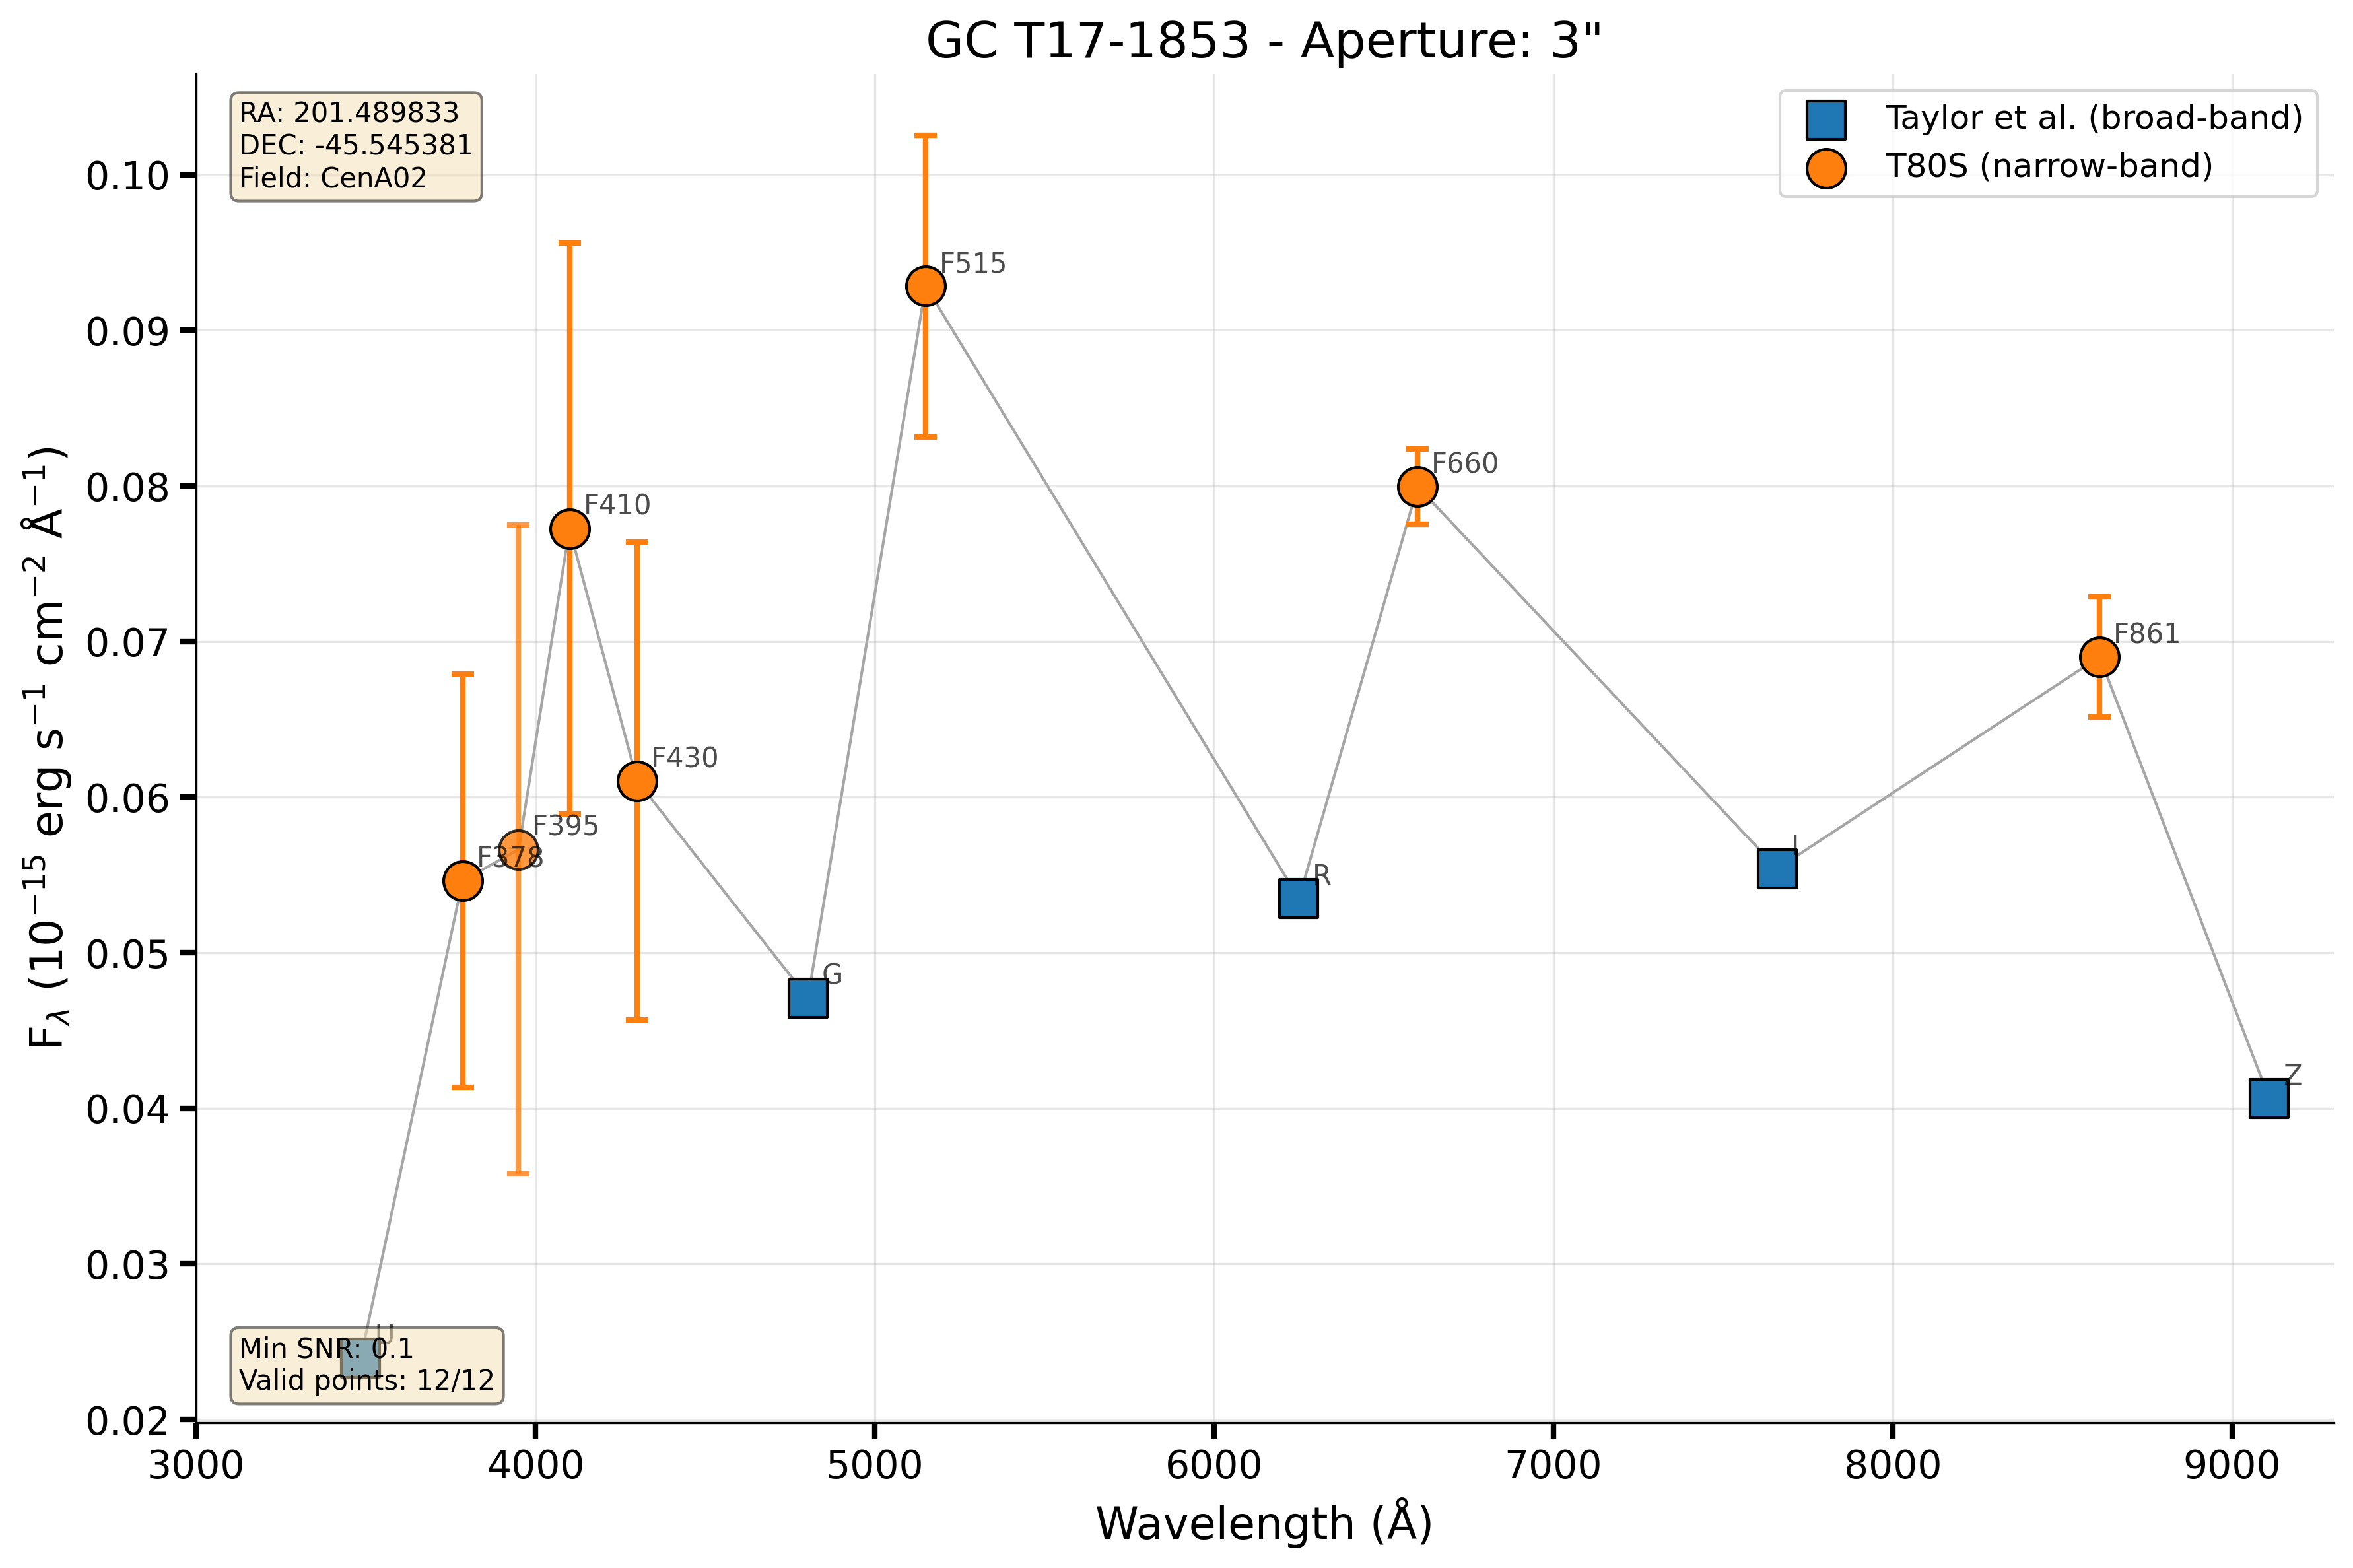 GC T17-1853 - Aperture: 3"
RA: 201.489833
DEC: -45.545381
Field: CenA02
Taylor et al. (broad-band)
T80S (narrow-band)
F515
F660
F410
F861
F430
F395
F378
I
R
G
Z
U
Min SNR: 0.1
Valid points: 12/12
0.10
0.09
0.08
0.07
0.06
0.05
0.04
0.03
0.02
F_λ (10⁻¹⁵ erg s⁻¹ cm⁻² Å⁻¹)
3000 4000 5000 6000 7000 8000 9000
Wavelength (Å)